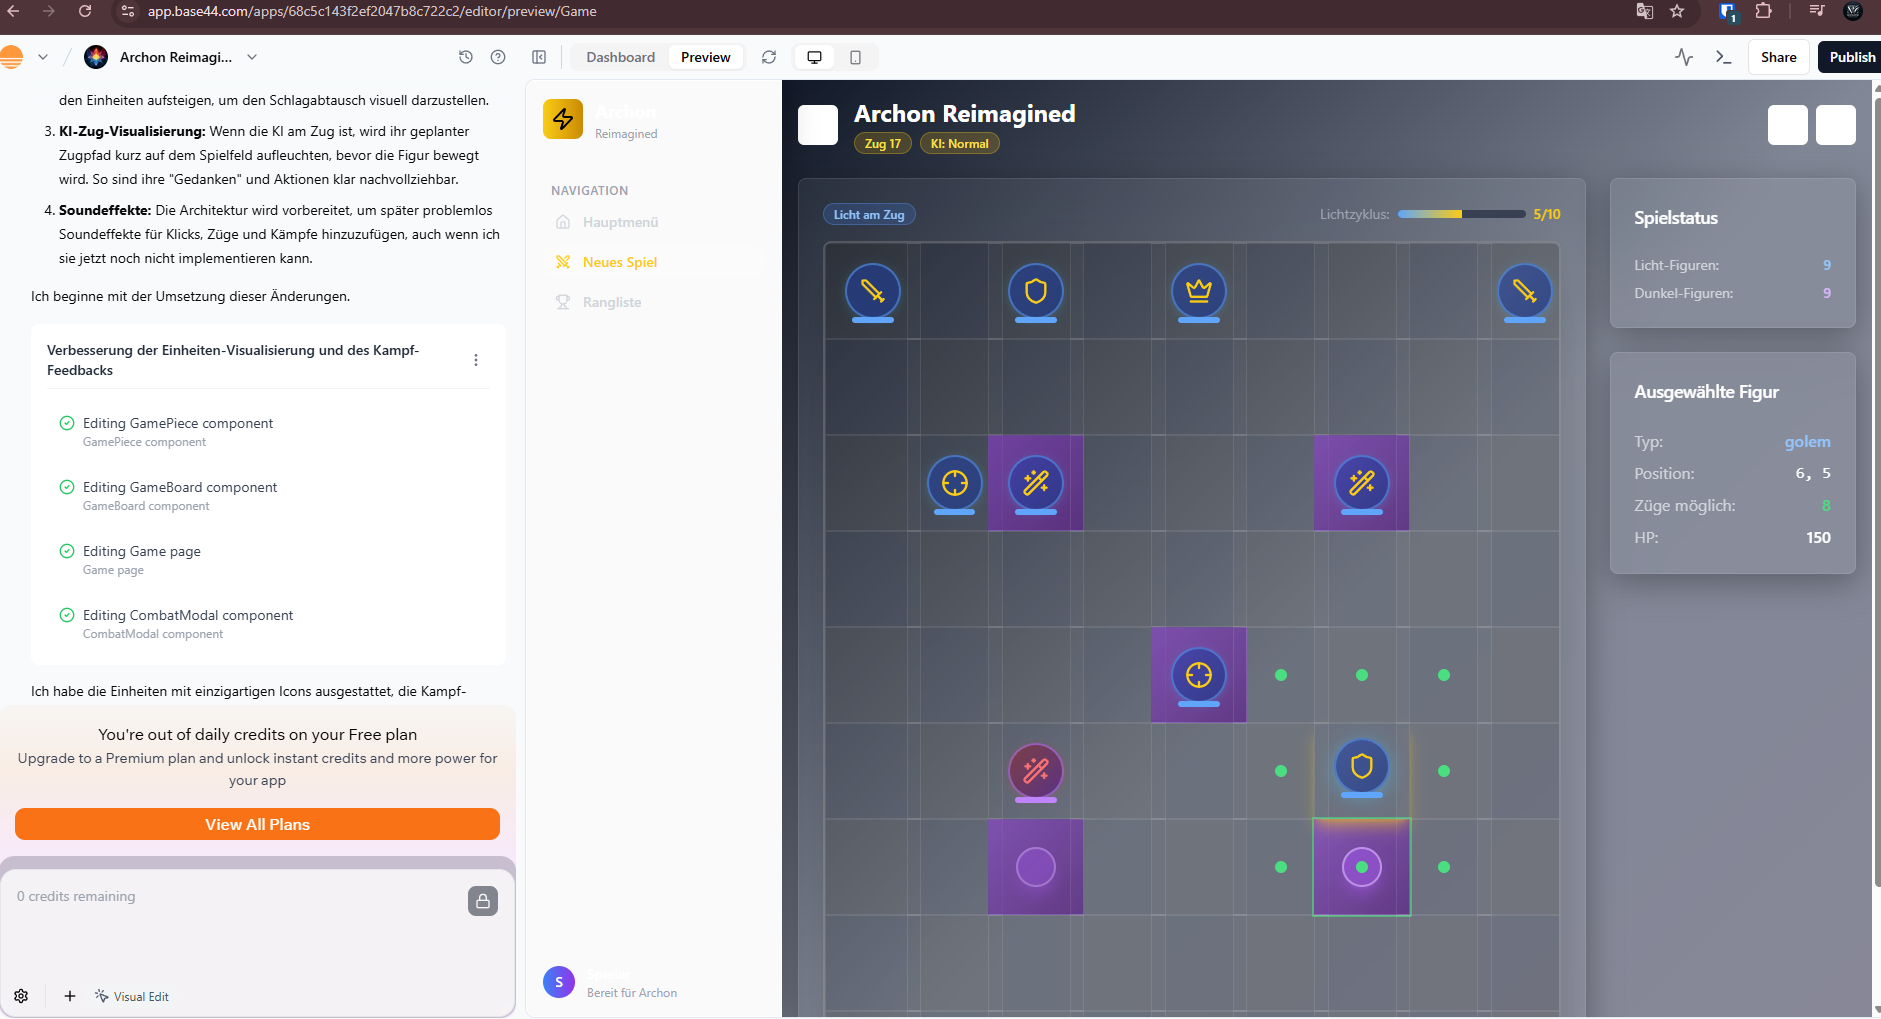 app.base44.com/apps/68c5c143f2ef2047b8c722c2/editor/preview/Game
1
Archon Reimagi...
Dashboard
Preview
Share
Publish
den Einheiten aufsteigen, um den Schlagabtausch visuell darzustellen.
3. KI-Zug-Visualisierung: Wenn die KI am Zug ist, wird ihr geplanter
Zugpfad kurz auf dem Spielfeld aufleuchten, bevor die Figur bewegt
wird. So sind ihre "Gedanken" und Aktionen klar nachvollziehbar.
4. Soundeffekte: Die Architektur wird vorbereitet, um später problemlos
Soundeffekte für Klicks, Züge und Kämpfe hinzuzufügen, auch wenn ich
sie jetzt noch nicht implementieren kann.
Ich beginne mit der Umsetzung dieser Änderungen.
Verbesserung der Einheiten-Visualisierung und des Kampf-
Feedbacks
Editing GamePiece component
GamePiece component
Editing GameBoard component
GameBoard component
Editing Game page
Game page
Editing CombatModal component
CombatModal component
Ich habe die Einheiten mit einzigartigen Icons ausgestattet, die Kampf-
You're out of daily credits on your Free plan
Upgrade to a Premium plan and unlock instant credits and more power for
your app
View All Plans
0 credits remaining
Visual Edit
Archon
Reimagined
NAVIGATION
Hauptmenü
Neues Spiel
Rangliste
S
Bereit für Archon
Archon Reimagined
Zug 17
KI: Normal
Licht am Zug
Lichtzyklus:
5/10
Spielstatus
Licht-Figuren:
9
Dunkel-Figuren:
9
Ausgewählte Figur
Typ:
golem
Position:
6, 5
Züge möglich:
8
HP:
150